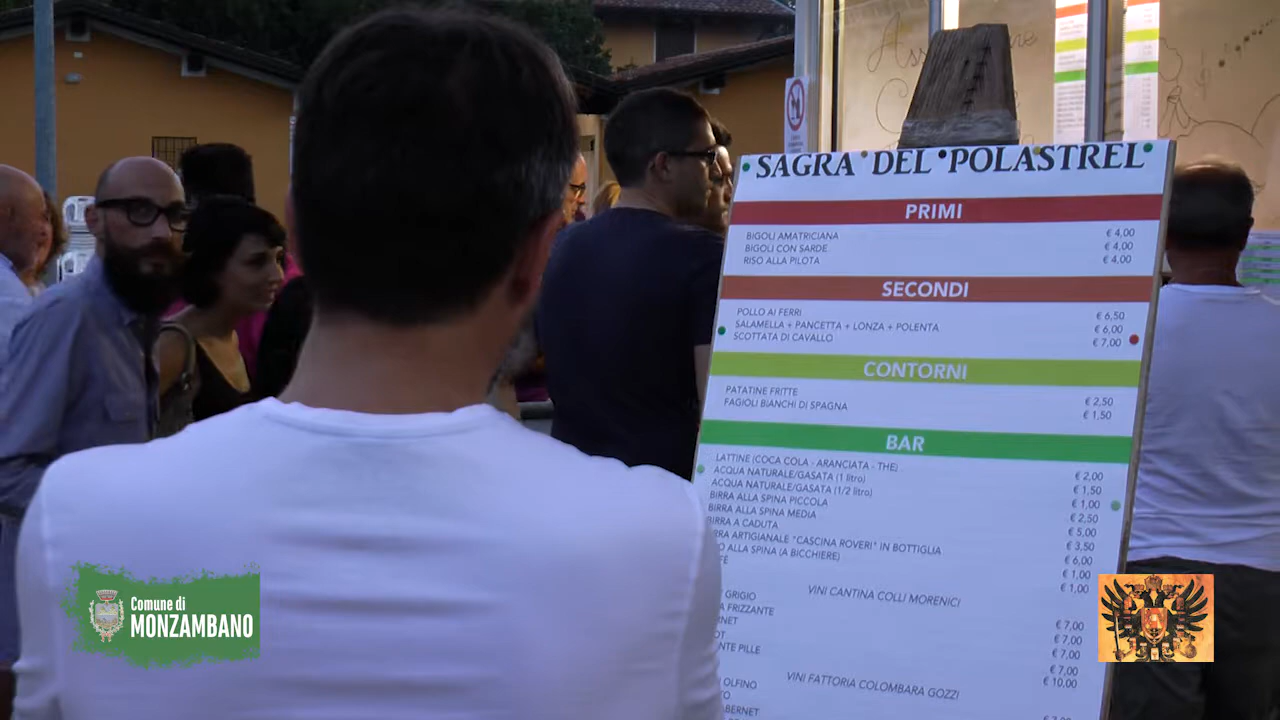 SAGRA DEL POLASTREL
PRIMI
BIGOLI AMATRICIANA € 4,00
BIGOLI CON SARDE € 4,00
RISO ALLA PILOTA € 4,00
SECONDI
POLLO AI FERRI € 6,50
SALAMELLA + PANCETTA + LONZA + POLENTA € 6,00
SCOTTATA DI CAVALLO € 7,00
CONTORNI
PATATINE FRITTE € 2,50
FAGIOLI BIANCHI DI SPAGNA € 1,50
BAR
LATTINE (COCA COLA - ARANCIATA - THE) € 2,00
ACQUA NATURALE/GASATA (1 litro) € 1,50
ACQUA NATURALE/GASATA (1/2 litro) € 1,00
BIRRA ALLA SPINA PICCOLA € 2,50
BIRRA ALLA SPINA MEDIA € 5,00
BIRRA A CADUTA € 3,50
RRA ARTIGIANALE "CASCINA ROVERI" IN BOTTIGLIA € 6,00
O ALLA SPINA (A BICCHIERE) € 1,00
FÈ € 1,00
VINI CANTINA COLLI MORENICI
GRIGIO € 7,00
A FRIZZANTE € 7,00
RNET € 7,00
OT € 7,00
NTE PILLE € 10,00
VINI FATTORIA COLOMBARA GOZZI
OLFINO
ABERNET
Comune di
MONZAMBANO